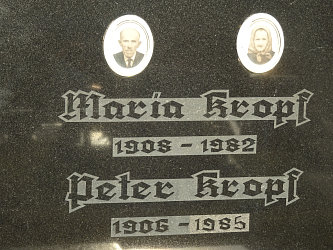 Maria Kropf
1908 - 1982
Peter Kropf
1906 - 1985